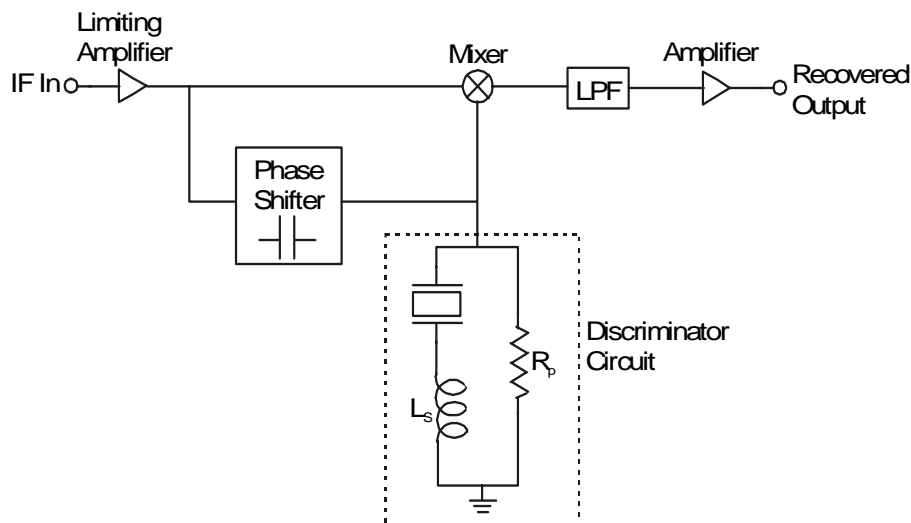 Limiting
Amplifier
IF In
Mixer
LPF
Amplifier
Recovered
Output
Phase
Shifter
Discriminator
Circuit
Rp
LS